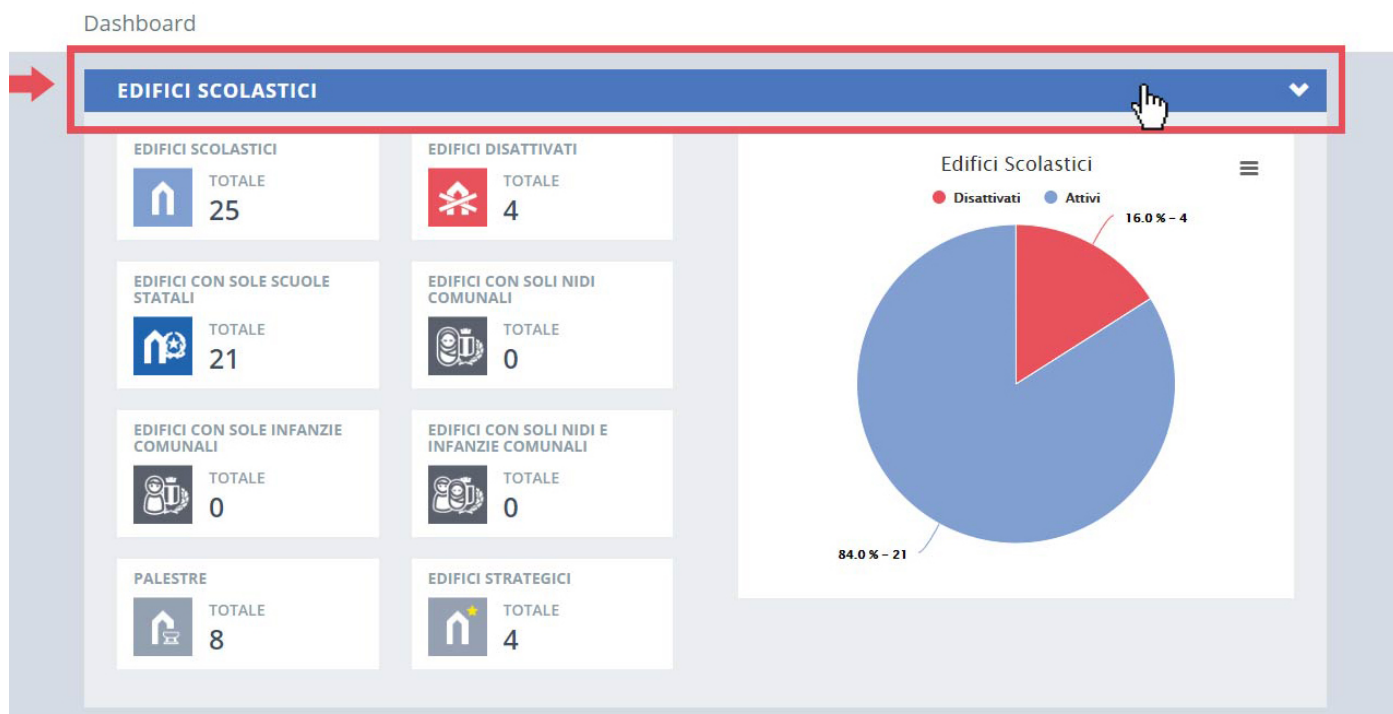 Dashboard
EDIFICI SCOLASTICI
EDIFICI SCOLASTICI
TOTALE
25
EDIFICI DISATTIVATI
TOTALE
4
EDIFICI CON SOLE SCUOLE
STATALI
TOTALE
21
EDIFICI CON SOLI NIDI
COMUNALI
TOTALE
0
EDIFICI CON SOLE INFANZIE
COMUNALI
TOTALE
0
EDIFICI CON SOLI NIDI E
INFANZIE COMUNALI
TOTALE
0
PALESTRE
TOTALE
8
EDIFICI STRATEGICI
TOTALE
4
Edifici Scolastici
Disattivati Attivi
16.0 % – 4
84.0 % – 21